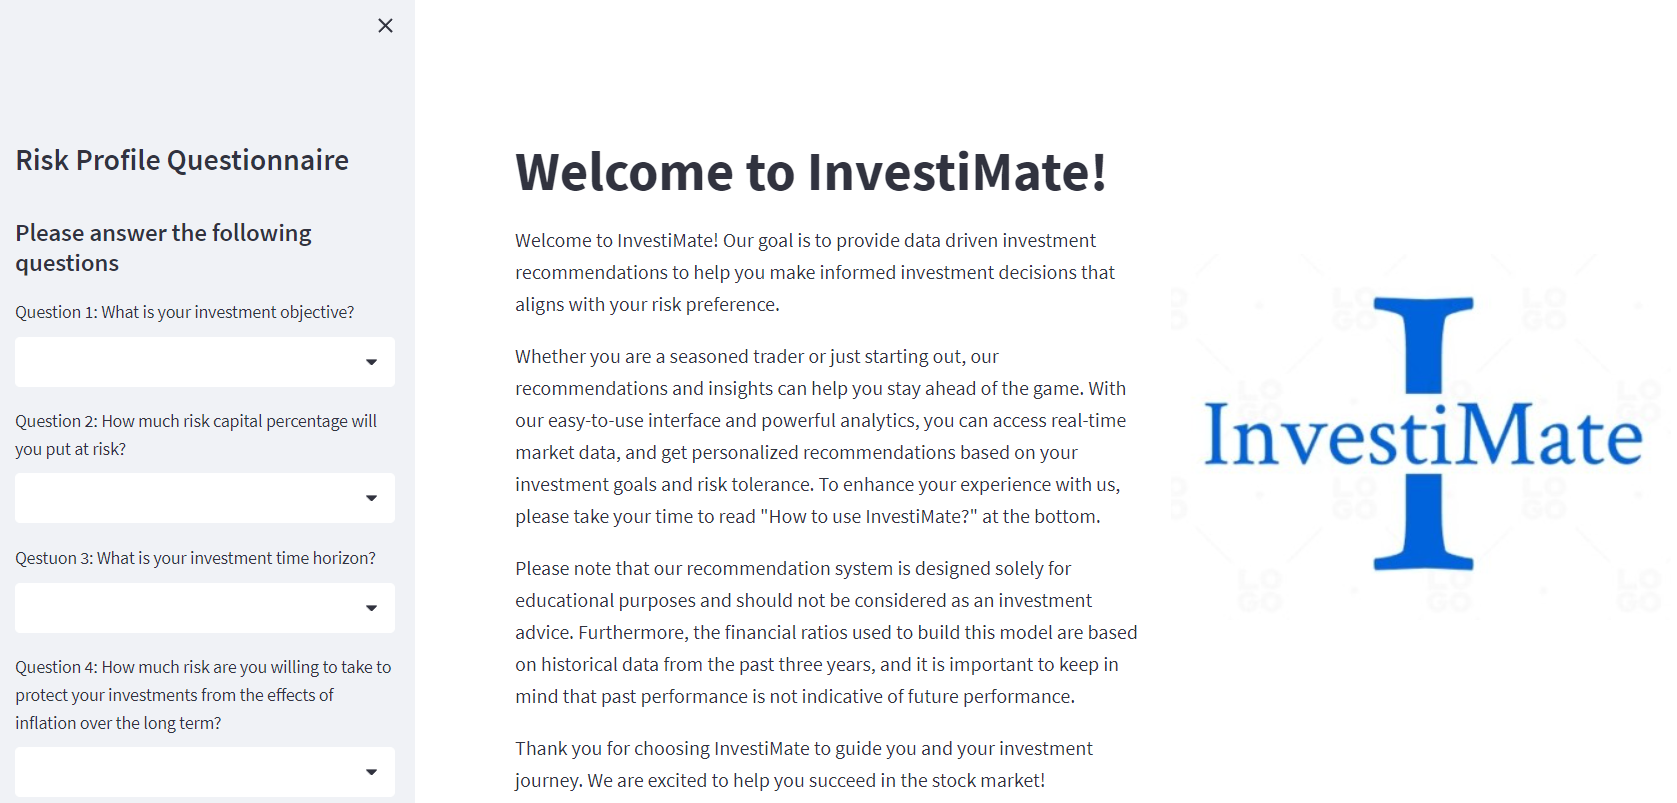 Risk Profile Questionnaire
Please answer the following
questions
Question 1: What is your investment objective?
Question 2: How much risk capital percentage will
you put at risk?
Qestuon 3: What is your investment time horizon?
Question 4: How much risk are you willing to take to
protect your investments from the effects of
inflation over the long term?
Welcome to InvestiMate!
Welcome to InvestiMate! Our goal is to provide data driven investment
recommendations to help you make informed investment decisions that
aligns with your risk preference.
Whether you are a seasoned trader or just starting out, our
recommendations and insights can help you stay ahead of the game. With
our easy-to-use interface and powerful analytics, you can access real-time
market data, and get personalized recommendations based on your
investment goals and risk tolerance. To enhance your experience with us,
please take your time to read "How to use InvestiMate?" at the bottom.
Please note that our recommendation system is designed solely for
educational purposes and should not be considered as an investment
advice. Furthermore, the financial ratios used to build this model are based
on historical data from the past three years, and it is important to keep in
mind that past performance is not indicative of future performance.
Thank you for choosing InvestiMate to guide you and your investment
journey. We are excited to help you succeed in the stock market!
I
InvestiMate